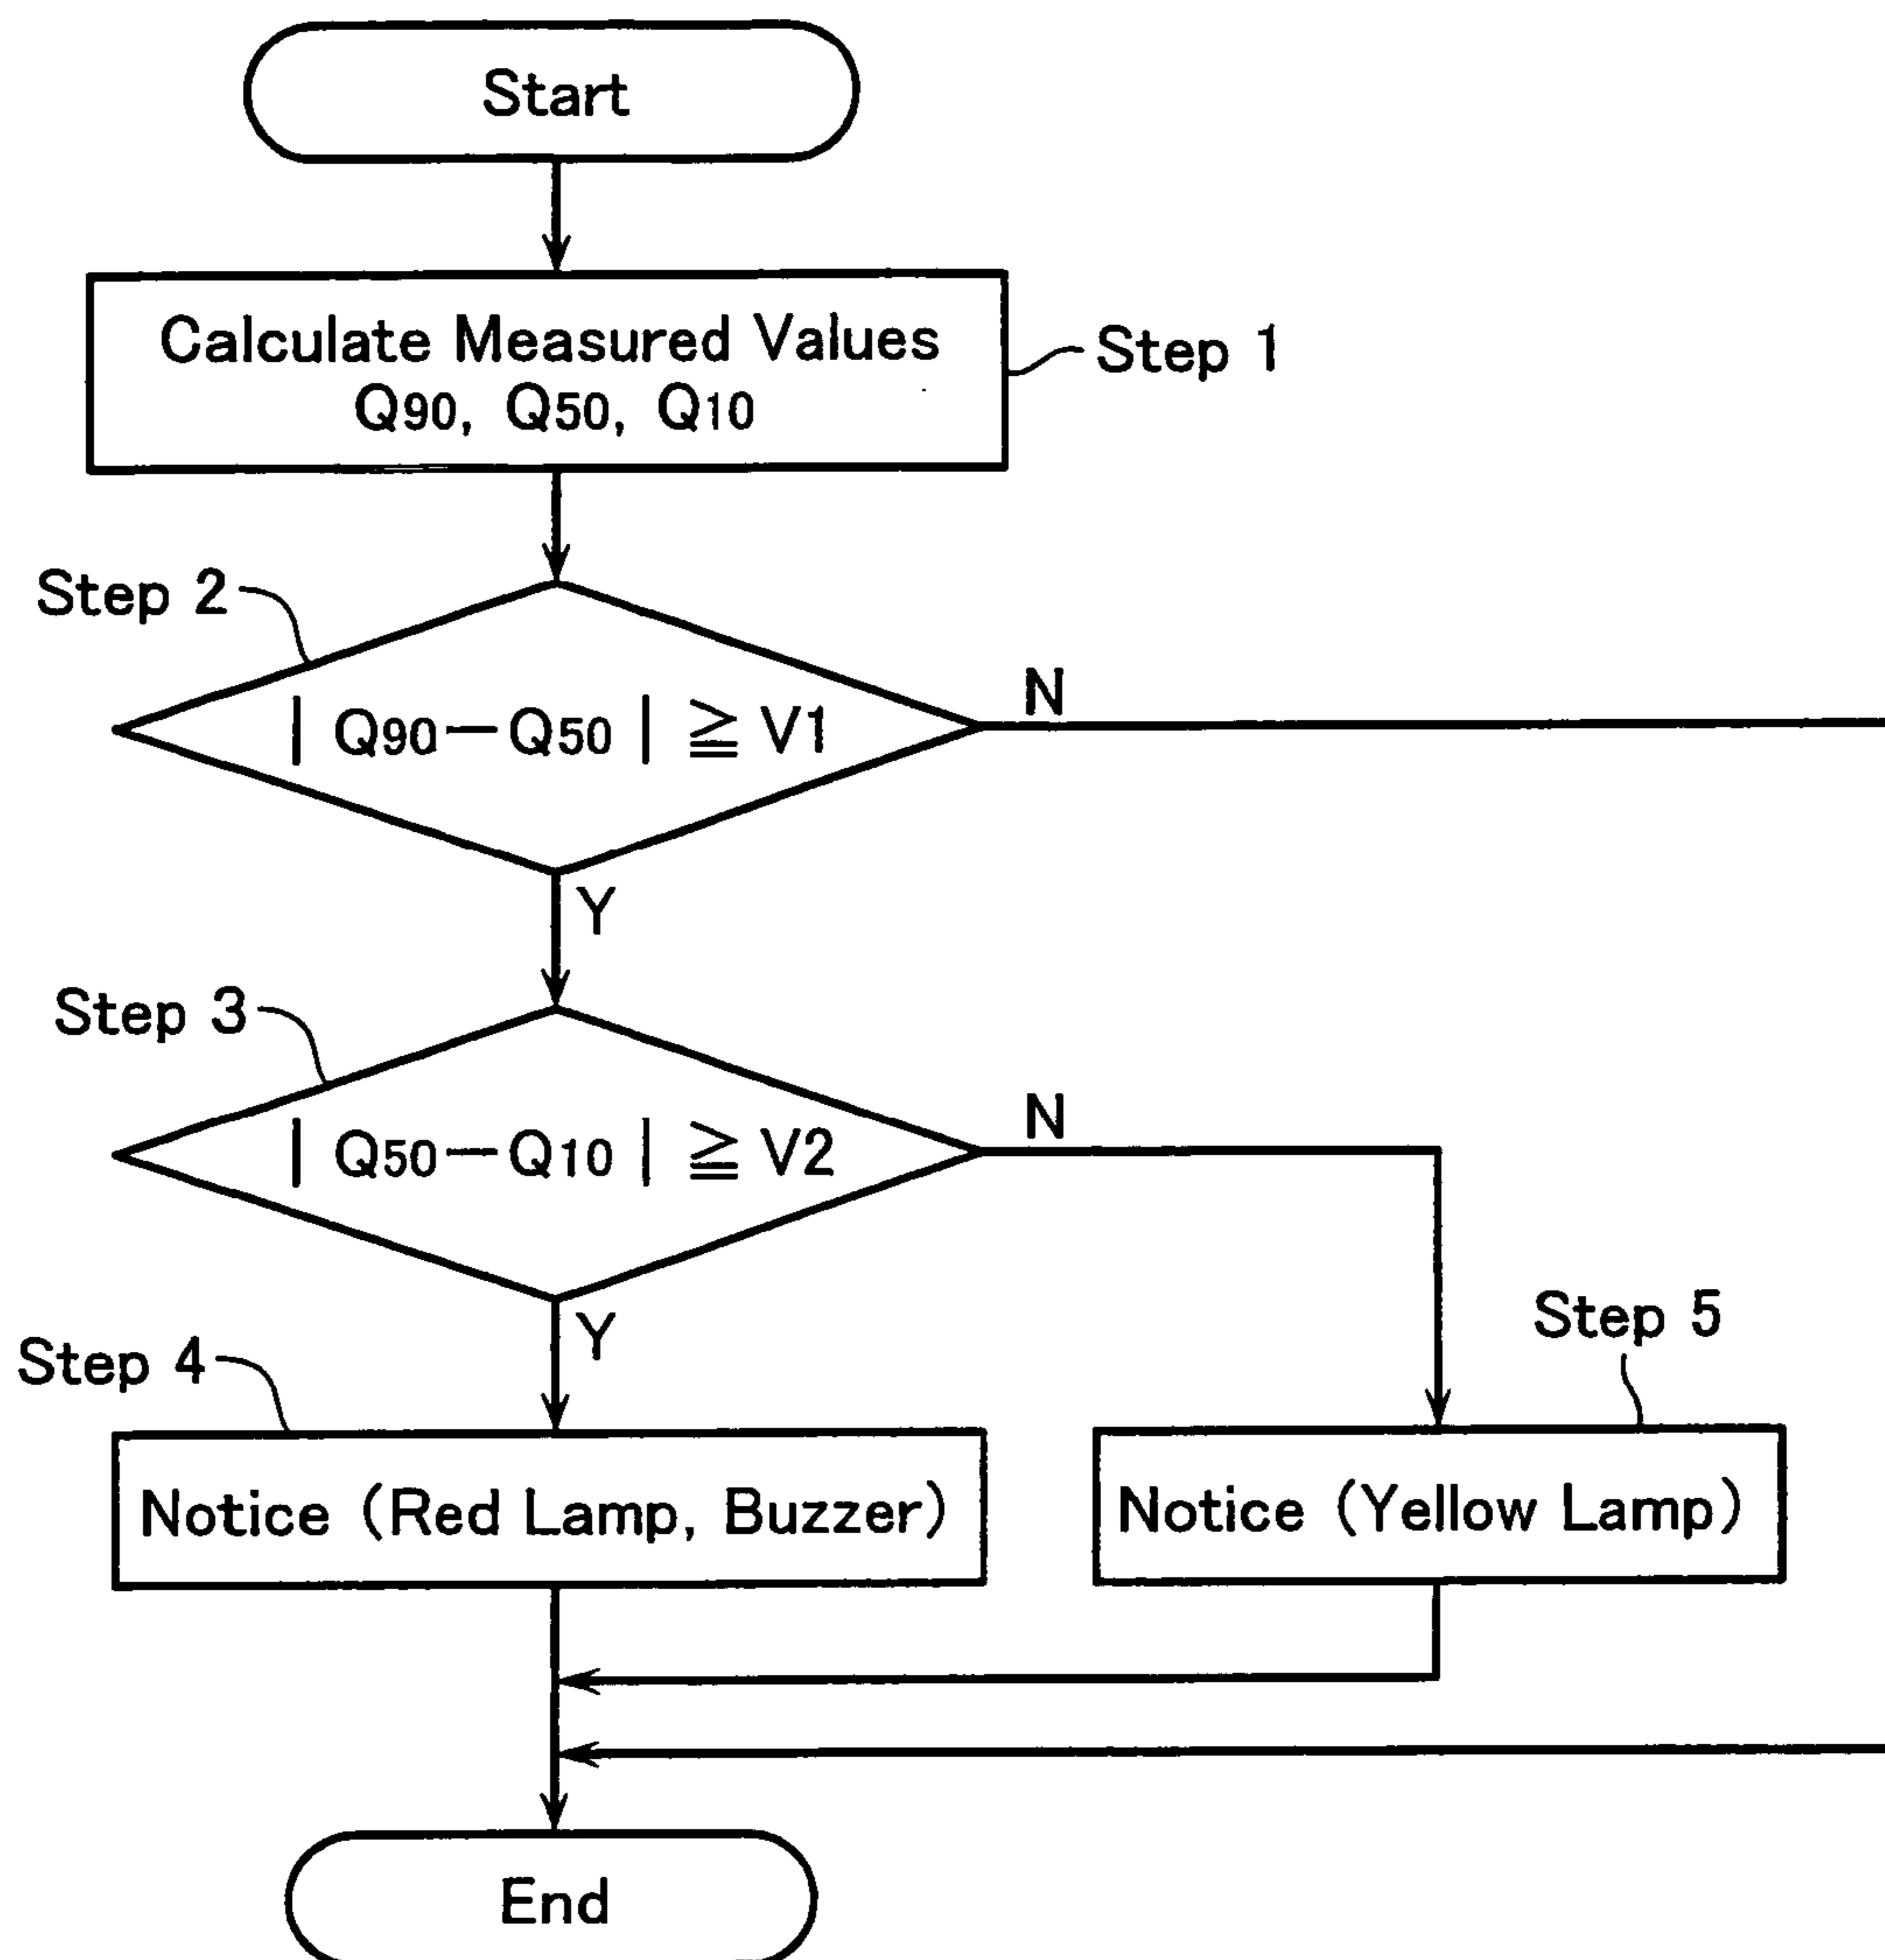 Start
Calculate Measured Values
Q90, Q50, Q10
Step 1
Step 2
| Q90−Q50 | ≧ V1
N
Y
Step 3
| Q50−Q10 | ≧ V2
N
Y
Step 4
Step 5
Notice (Red Lamp, Buzzer)
Notice (Yellow Lamp)
End